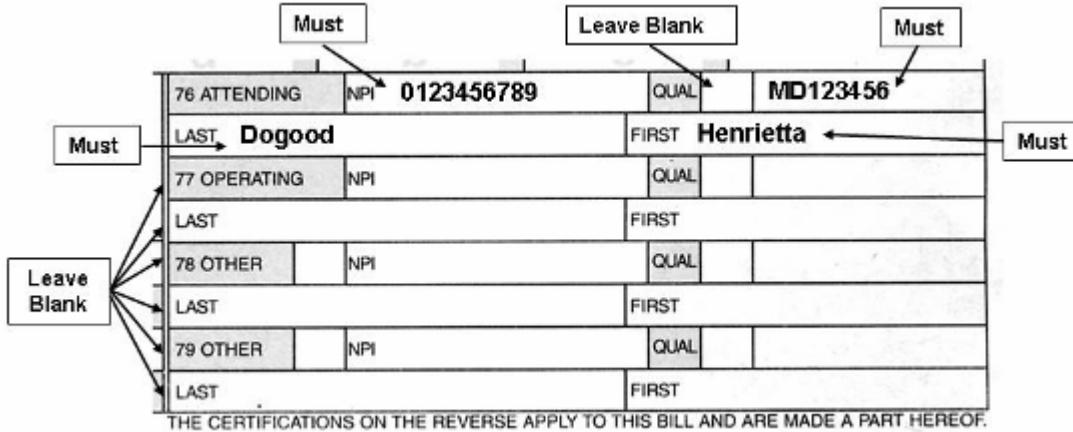 Must Leave Blank Must
76 ATTENDING NPI 0123456789 QUAL MD123456
LAST Dogood FIRST Henrietta
Must
Must
77 OPERATING NPI QUAL
LAST FIRST
78 OTHER NPI QUAL
Leave
Blank
LAST FIRST
79 OTHER NPI QUAL
LAST FIRST
THE CERTIFICATIONS ON THE REVERSE APPLY TO THIS BILL AND ARE MADE A PART HEREOF.